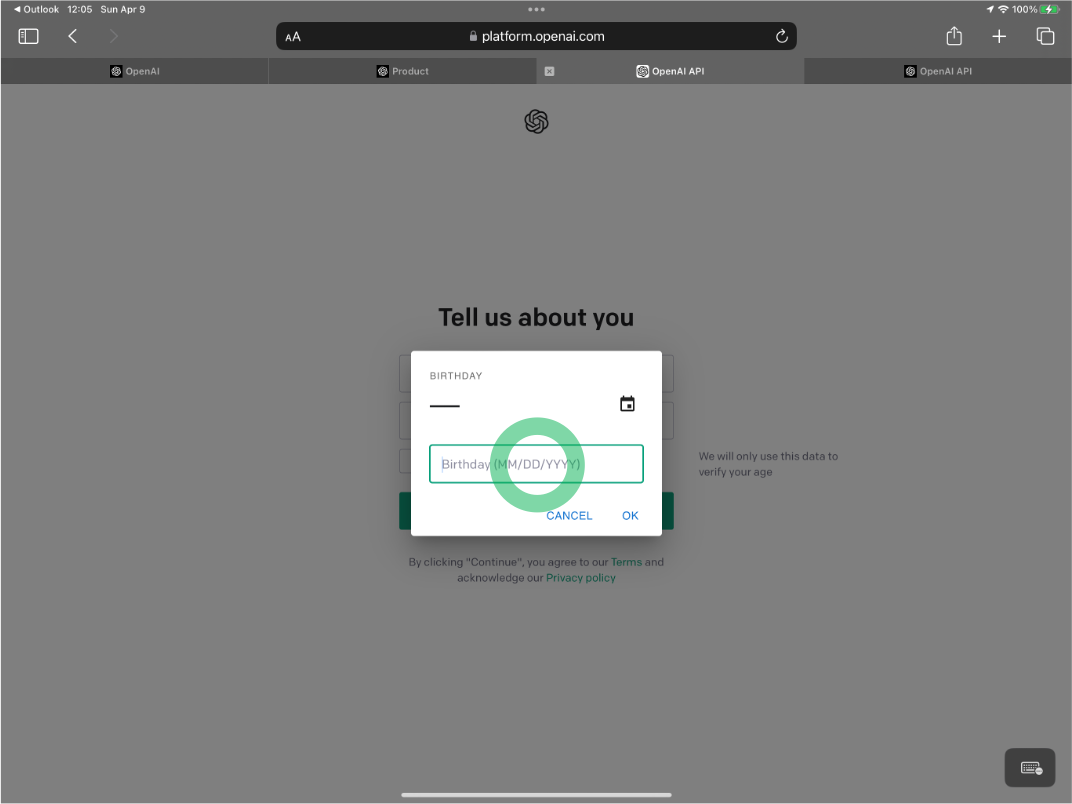 Outlook 12:05 Sun Apr 9
100%
AA
platform.openai.com
OpenAI
Product
OpenAI API
OpenAI API
Tell us about you
BIRTHDAY
Birthday (MM/DD/YYYY)
We will only use this data to
verify your age
CANCEL
OK
By clicking "Continue", you agree to our Terms and
acknowledge our Privacy policy